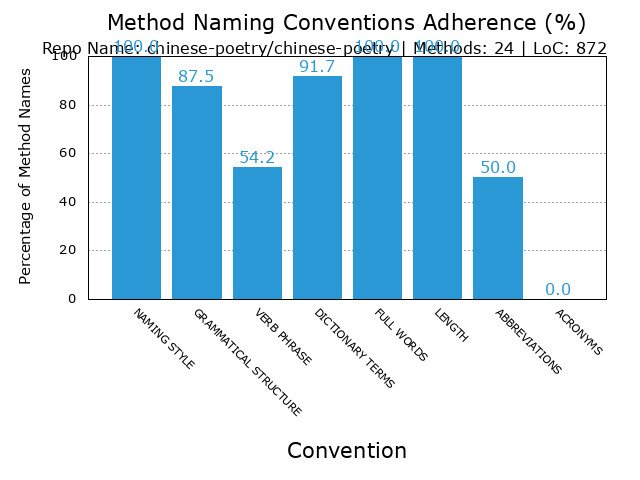 Method Naming Conventions Adherence (%)
Repo Name: chinese-poetry/chinese-poetry | Methods: 24 | LoC: 872
100.0
87.5
54.2
91.7
100.0
100.0
50.0
0.0
Percentage of Method Names
100
80
60
40
20
0
NAMING STYLE
GRAMMATICAL STRUCTURE
VERB PHRASE
DICTIONARY TERMS
FULL WORDS
LENGTH
ABBREVIATIONS
ACRONYMS
Convention